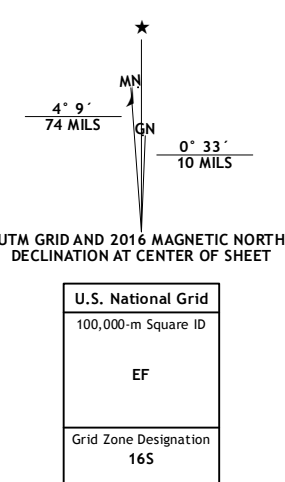 MN
4° 9´
74 MILS
GN
0° 33´
10 MILS
UTM GRID AND 2016 MAGNETIC NORTH
DECLINATION AT CENTER OF SHEET
U.S. National Grid
100,000-m Square ID
EF
Grid Zone Designation
16S